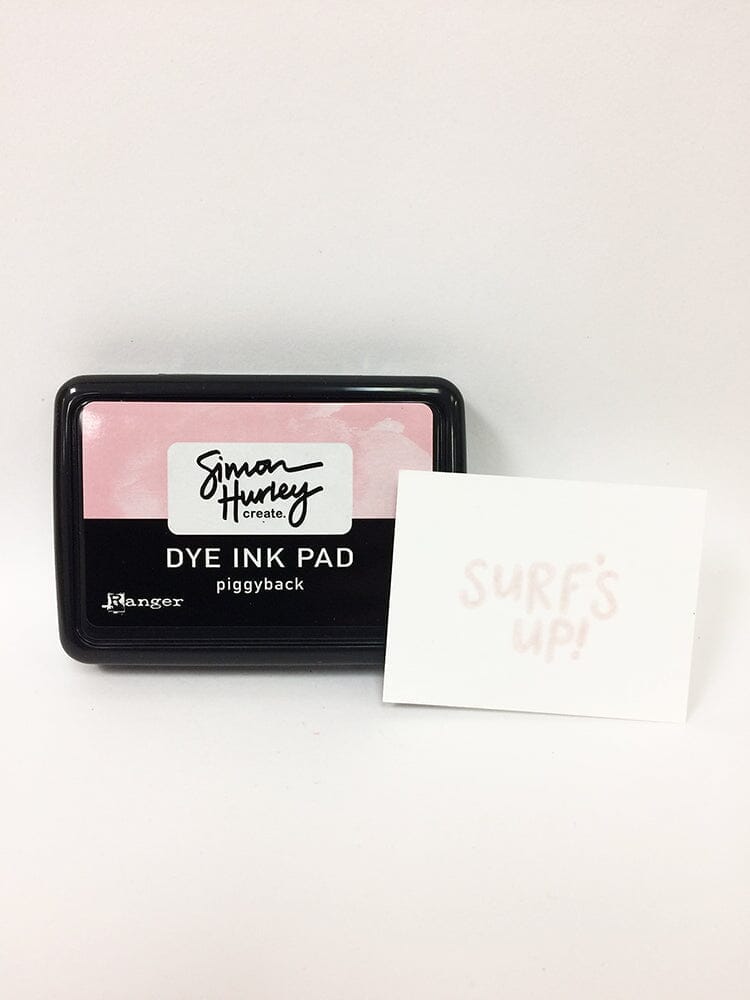 Simon
Hurley
create.
DYE INK PAD
piggyback
Ranger
SURF'S
UP!